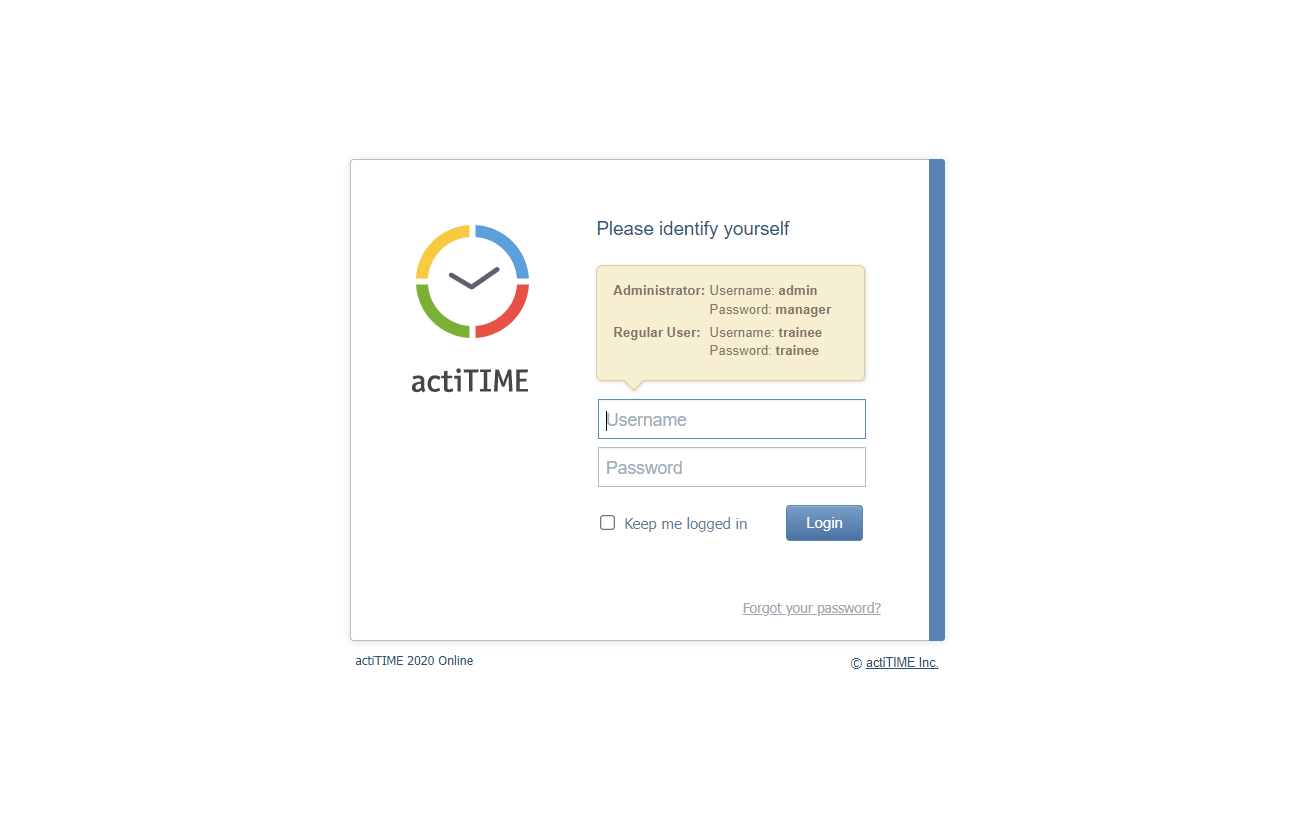 actiTIME
Please identify yourself
Administrator: Username: admin
Password: manager
Regular User: Username: trainee
Password: trainee
Username
Password
Keep me logged in
Login
Forgot your password?
actiTIME 2020 Online
© actiTIME Inc.